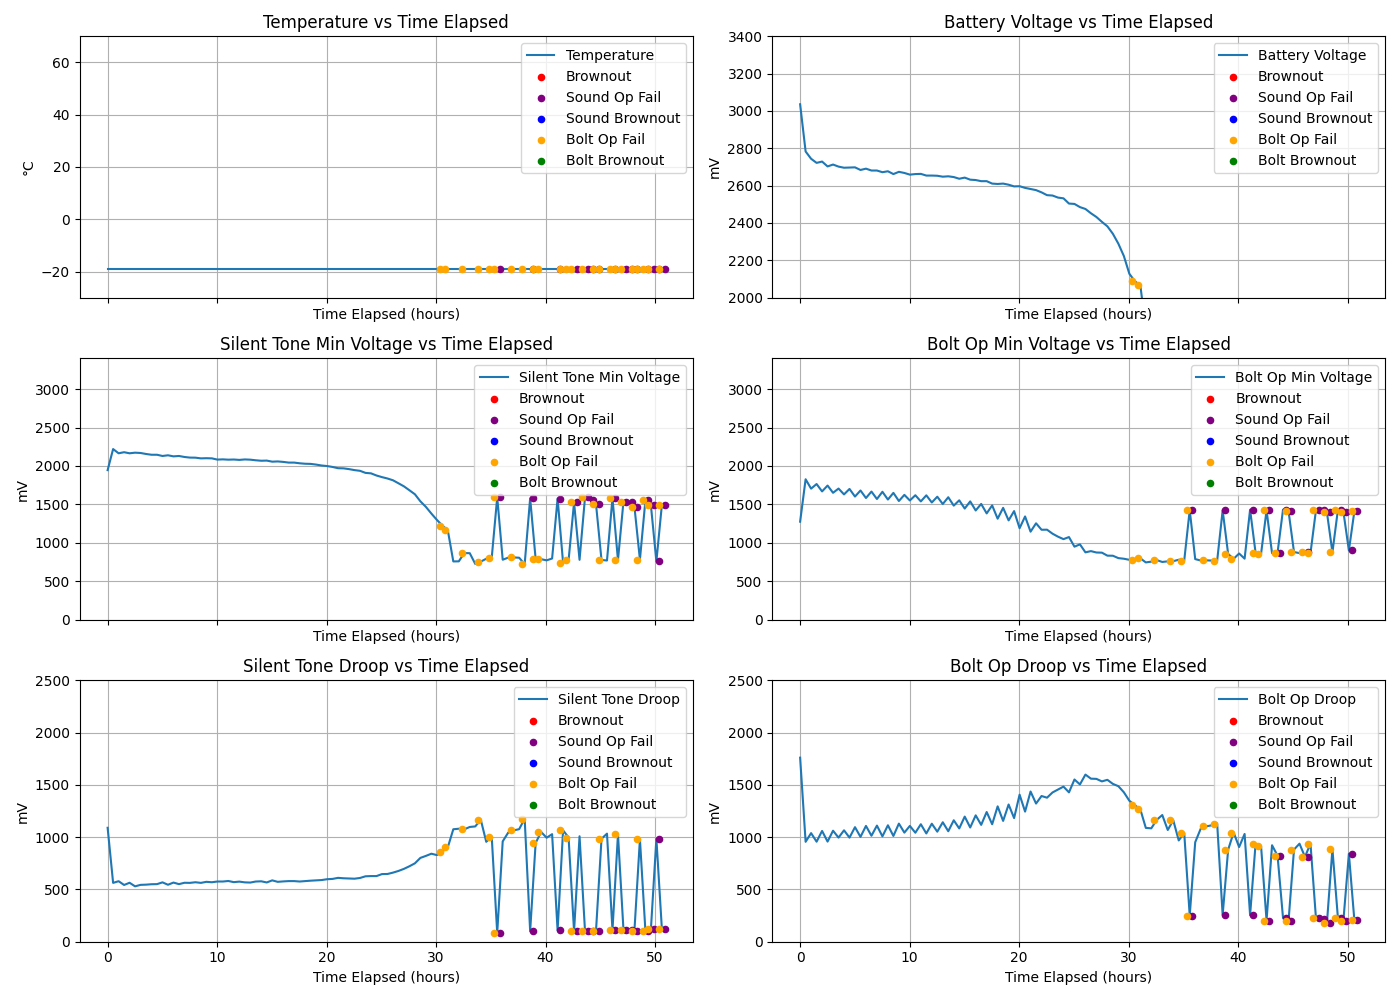 Temperature vs Time Elapsed
60
40
20
0
−20
°C
Time Elapsed (hours)
Temperature
Brownout
Sound Op Fail
Sound Brownout
Bolt Op Fail
Bolt Brownout
Battery Voltage vs Time Elapsed
3400
3200
3000
2800
2600
2400
2200
2000
mV
Time Elapsed (hours)
Battery Voltage
Brownout
Sound Op Fail
Sound Brownout
Bolt Op Fail
Bolt Brownout
Silent Tone Min Voltage vs Time Elapsed
3000
2500
2000
1500
1000
500
0
mV
Time Elapsed (hours)
Silent Tone Min Voltage
Brownout
Sound Op Fail
Sound Brownout
Bolt Op Fail
Bolt Brownout
Bolt Op Min Voltage vs Time Elapsed
3000
2500
2000
1500
1000
500
0
mV
Time Elapsed (hours)
Bolt Op Min Voltage
Brownout
Sound Op Fail
Sound Brownout
Bolt Op Fail
Bolt Brownout
Silent Tone Droop vs Time Elapsed
2500
2000
1500
1000
500
0
mV
0 10 20 30 40 50
Time Elapsed (hours)
Silent Tone Droop
Brownout
Sound Op Fail
Sound Brownout
Bolt Op Fail
Bolt Brownout
Bolt Op Droop vs Time Elapsed
2500
2000
1500
1000
500
0
mV
0 10 20 30 40 50
Time Elapsed (hours)
Bolt Op Droop
Brownout
Sound Op Fail
Sound Brownout
Bolt Op Fail
Bolt Brownout